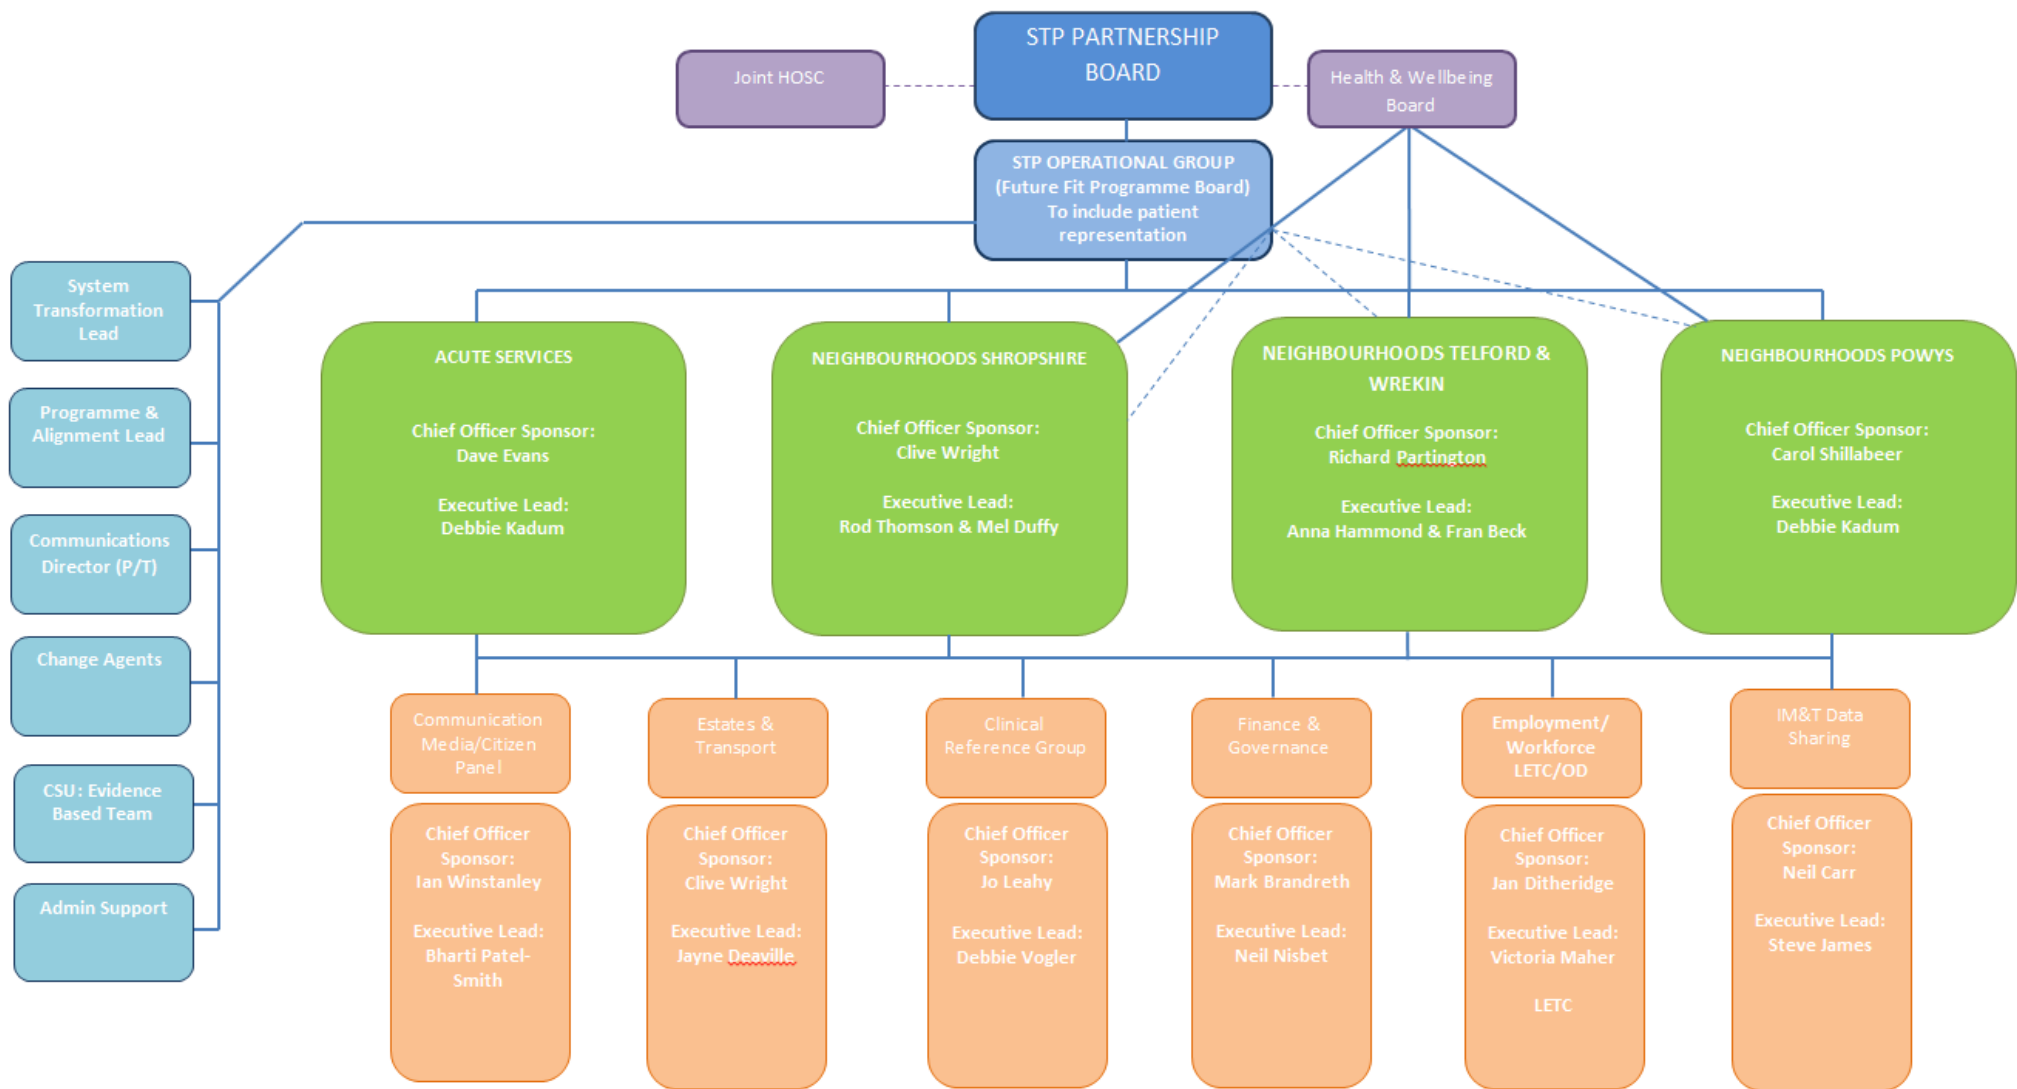 STP PARTNERSHIP
BOARD
Joint HOSC
Health & Wellbeing
Board
STP OPERATIONAL GROUP
(Future Fit Programme Board)
To include patient
representation
System
Transformation
Lead
Programme &
Alignment Lead
Communications
Director (P/T)
Change Agents
CSU: Evidence
Based Team
Admin Support
ACUTE SERVICES
Chief Officer Sponsor:
Dave Evans
Executive Lead:
Debbie Kadum
NEIGHBOURHOODS SHROPSHIRE
Chief Officer Sponsor:
Clive Wright
Executive Lead:
Rod Thomson & Mel Duffy
NEIGHBOURHOODS TELFORD &
WREKIN
Chief Officer Sponsor:
Richard Partington
Executive Lead:
Anna Hammond & Fran Beck
NEIGHBOURHOODS POWYS
Chief Officer Sponsor:
Carol Shillabeer
Executive Lead:
Debbie Kadum
Communication
Media/Citizen
Panel
Chief Officer
Sponsor:
Ian Winstanley
Executive Lead:
Bharti Patel-
Smith
Estates &
Transport
Chief Officer
Sponsor:
Clive Wright
Executive Lead:
Jayne Deaville
Clinical
Reference Group
Chief Officer
Sponsor:
Jo Leahy
Executive Lead:
Debbie Vogler
Finance &
Governance
Chief Officer
Sponsor:
Mark Brandreth
Executive Lead:
Neil Nisbet
Employment/
Workforce
LETC/OD
Chief Officer
Sponsor:
Jan Ditheridge
Executive Lead:
Victoria Maher
LETC
IM&T Data
Sharing
Chief Officer
Sponsor:
Neil Carr
Executive Lead:
Steve James